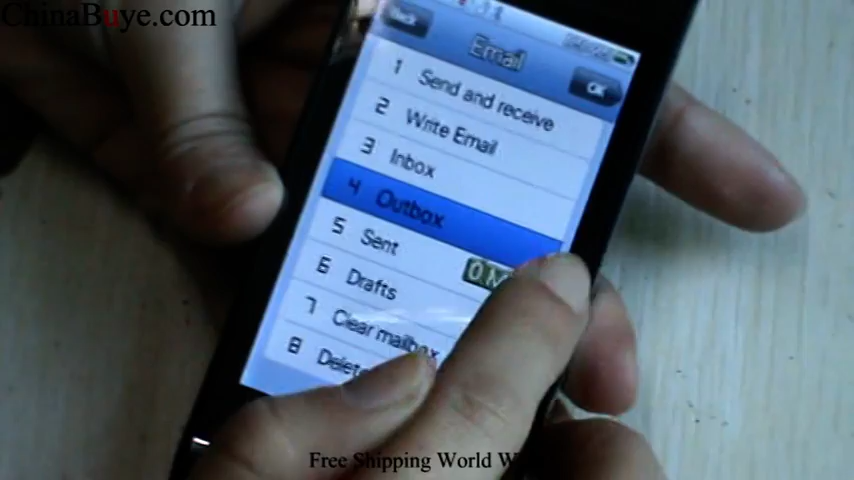 ChinaBuye.com
Back
Email
OK
1 Send and receive
2 Write Email
3 Inbox
4 Outbox
5 Sent
6 Drafts
7 Clear mailbox
8
Free Shipping World